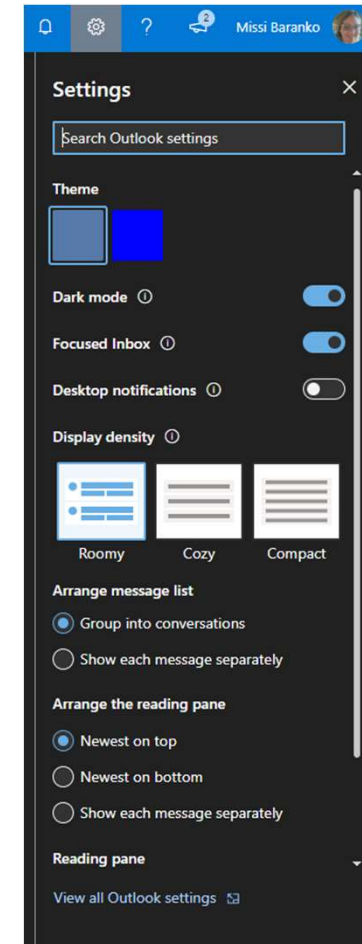 2
Missi Baranko
Settings
Search Outlook settings
Theme
Dark mode
Focused Inbox
Desktop notifications
Display density
Roomy Cozy Compact
Arrange message list
Group into conversations
Show each message separately
Arrange the reading pane
Newest on top
Newest on bottom
Show each message separately
Reading pane
View all Outlook settings